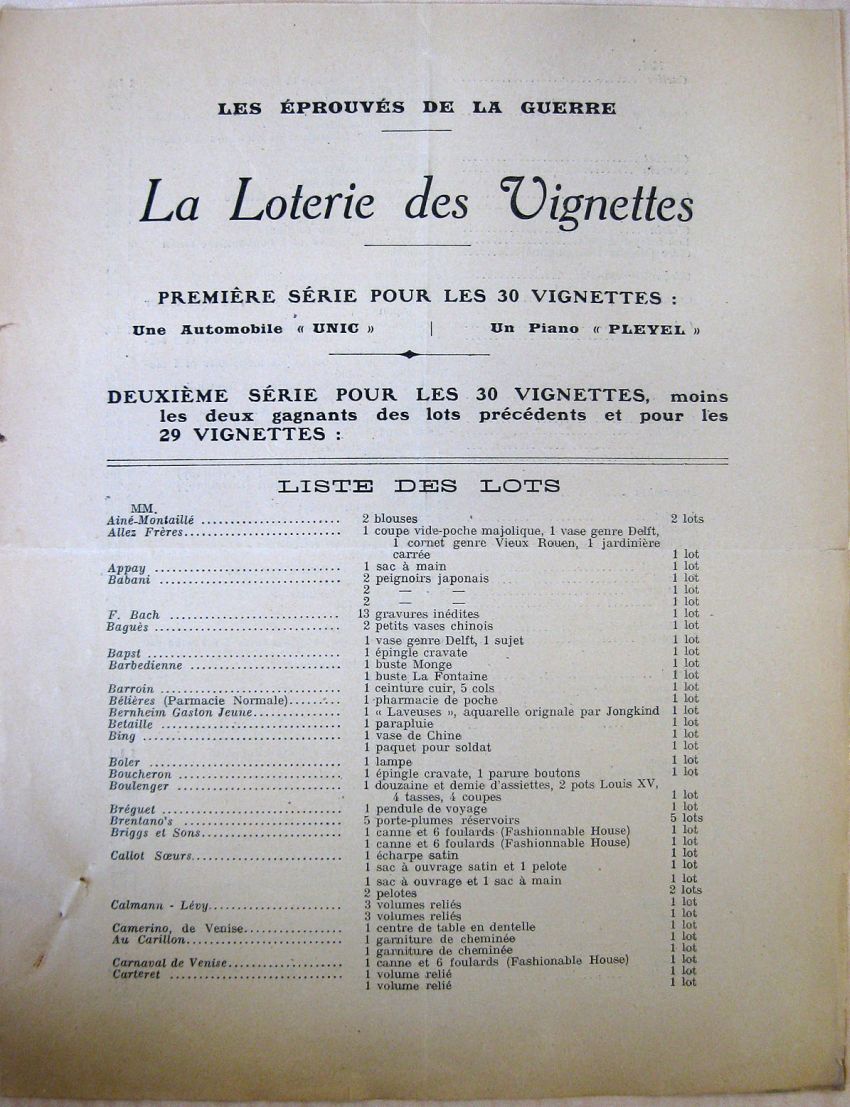 LES ÉPROUVÉS DE LA GUERRE
La Loterie des Vignettes
PREMIÈRE SÉRIE POUR LES 30 VIGNETTES :
Une Automobile « UNIC » | Un Piano « PLEYEL »
DEUXIÈME SÉRIE POUR LES 30 VIGNETTES, moins
les deux gagnants des lots précédents et pour les
29 VIGNETTES :
LISTE DES LOTS
MM.
Ainé-Montaillé ........................ 2 blouses 2 lots
Allez Frères........................... 1 coupe vide-poche majolique, 1 vase genre Delft,
1 cornet genre Vieux Rouen, 1 jardinière
carrée 1 lot
Appay ................................ 1 sac à main 1 lot
Babani ............................... 2 peignoirs japonais 1 lot
2 — — 1 lot
2 — — 1 lot
F. Bach .............................. 13 gravures inédites 1 lot
Baguès ................................ 2 petits vases chinois 1 lot
1 vase genre Delft, 1 sujet 1 lot
Bapst ................................. 1 épingle cravate 1 lot
Barbedienne .......................... 1 buste Monge 1 lot
1 buste La Fontaine 1 lot
Barroin ............................... 1 ceinture cuir, 5 cols 1 lot
Bélières (Parmacie Normale)......... 1 pharmacie de poche 1 lot
Bernheim Gaston Jeune............... 1 « Laveuses », aquarelle orignale par Jongkind 1 lot
Betaille ............................... 1 parapluie 1 lot
Bing .................................. 1 vase de Chine 1 lot
1 paquet pour soldat 1 lot
Boler ................................. 1 lampe 1 lot
Boucheron ............................ 1 épingle cravate, 1 parure boutons 1 lot
Boulenger ............................ 1 douzaine et demie d'assiettes, 2 pots Louis XV,
4 tasses, 4 coupes 1 lot
Bréguet ............................... 1 pendule de voyage 1 lot
Brentano's ........................... 5 porte-plumes réservoirs 5 lots
Briggs et Sons........................ 1 canne et 6 foulards (Fashionnable House) 1 lot
1 canne et 6 foulards (Fashionnable House) 1 lot
Callot Sœurs.......................... 1 écharpe satin 1 lot
1 sac à ouvrage satin et 1 pelote 1 lot
1 sac à ouvrage et 1 sac à main 1 lot
2 pelotes 2 lots
Calmann - Lévy....................... 3 volumes reliés 1 lot
3 volumes reliés 1 lot
Camerino, de Venise................. 1 centre de table en dentelle 1 lot
Au Carillon........................... 1 garniture de cheminée 1 lot
1 garniture de cheminée 1 lot
Carnaval de Venise................... 1 canne et 6 foulards (Fashionnable House) 1 lot
Carteret .............................. 1 volume relié 1 lot
1 volume relié 1 lot